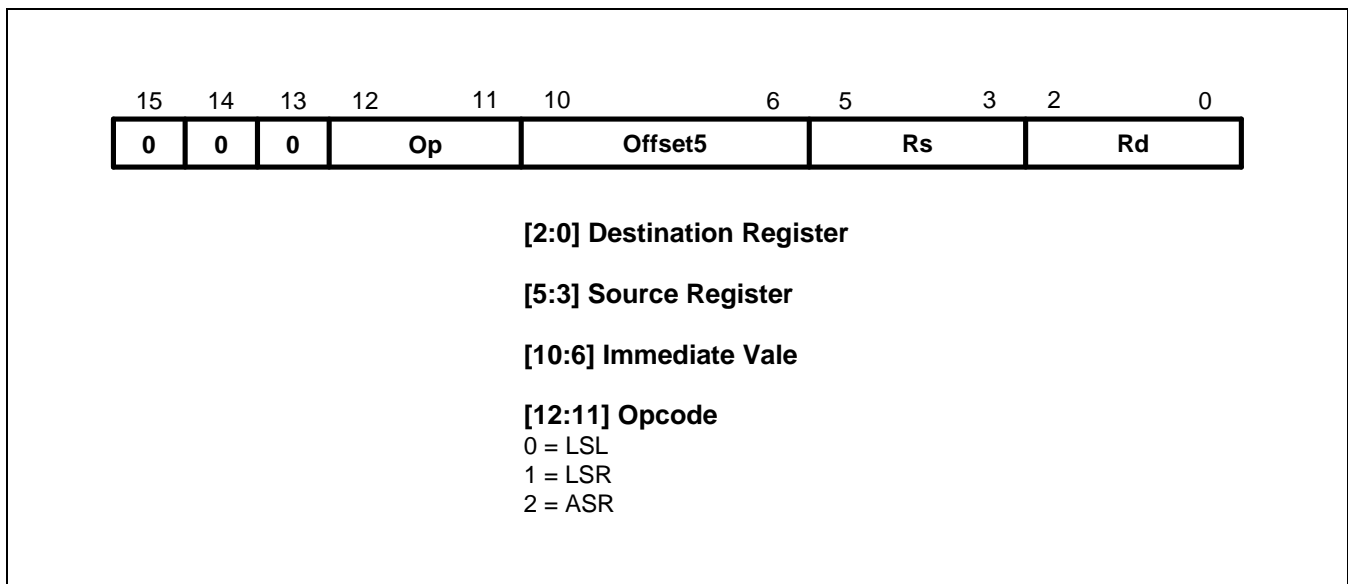 15 14 13 12 11 10 6 5 3 2 0
0 0 0 Op Offset5 Rs Rd
[2:0] Destination Register
[5:3] Source Register
[10:6] Immediate Vale
[12:11] Opcode
0 = LSL
1 = LSR
2 = ASR